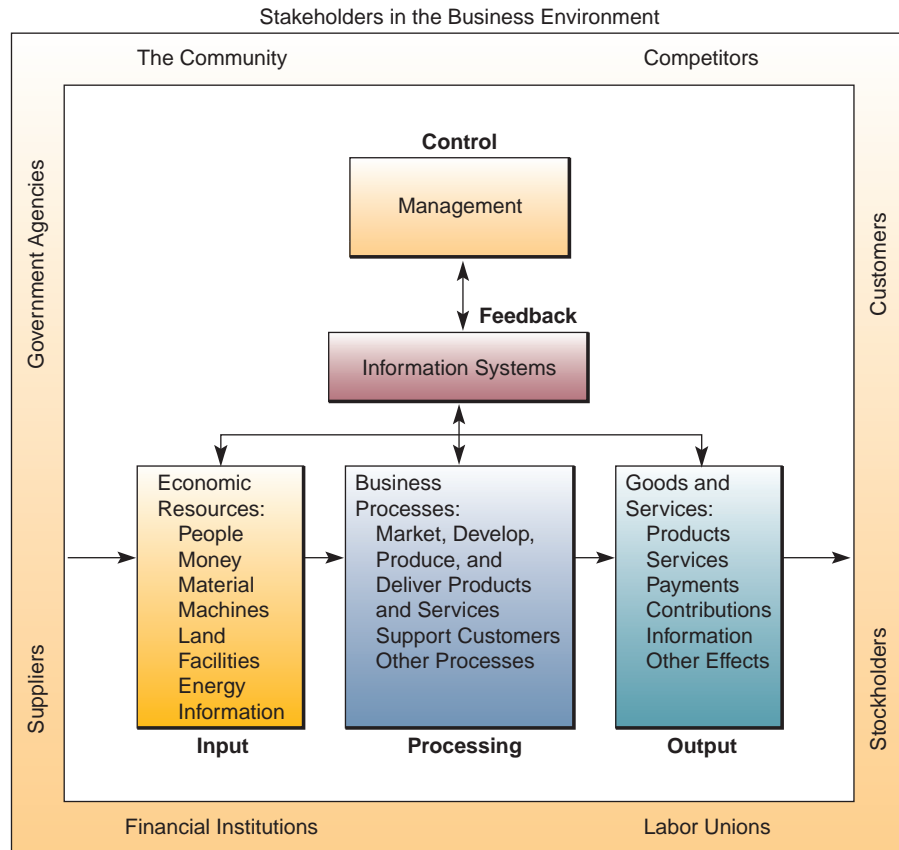 Stakeholders in the Business Environment
The Community
Competitors
Government Agencies
Customers
Control
Management
Feedback
Information Systems
Economic
Resources:
People
Money
Material
Machines
Land
Facilities
Energy
Information
Input
Business
Processes:
Market, Develop,
Produce, and
Deliver Products
and Services
Support Customers
Other Processes
Processing
Goods and
Services:
Products
Services
Payments
Contributions
Information
Other Effects
Output
Suppliers
Stockholders
Financial Institutions
Labor Unions